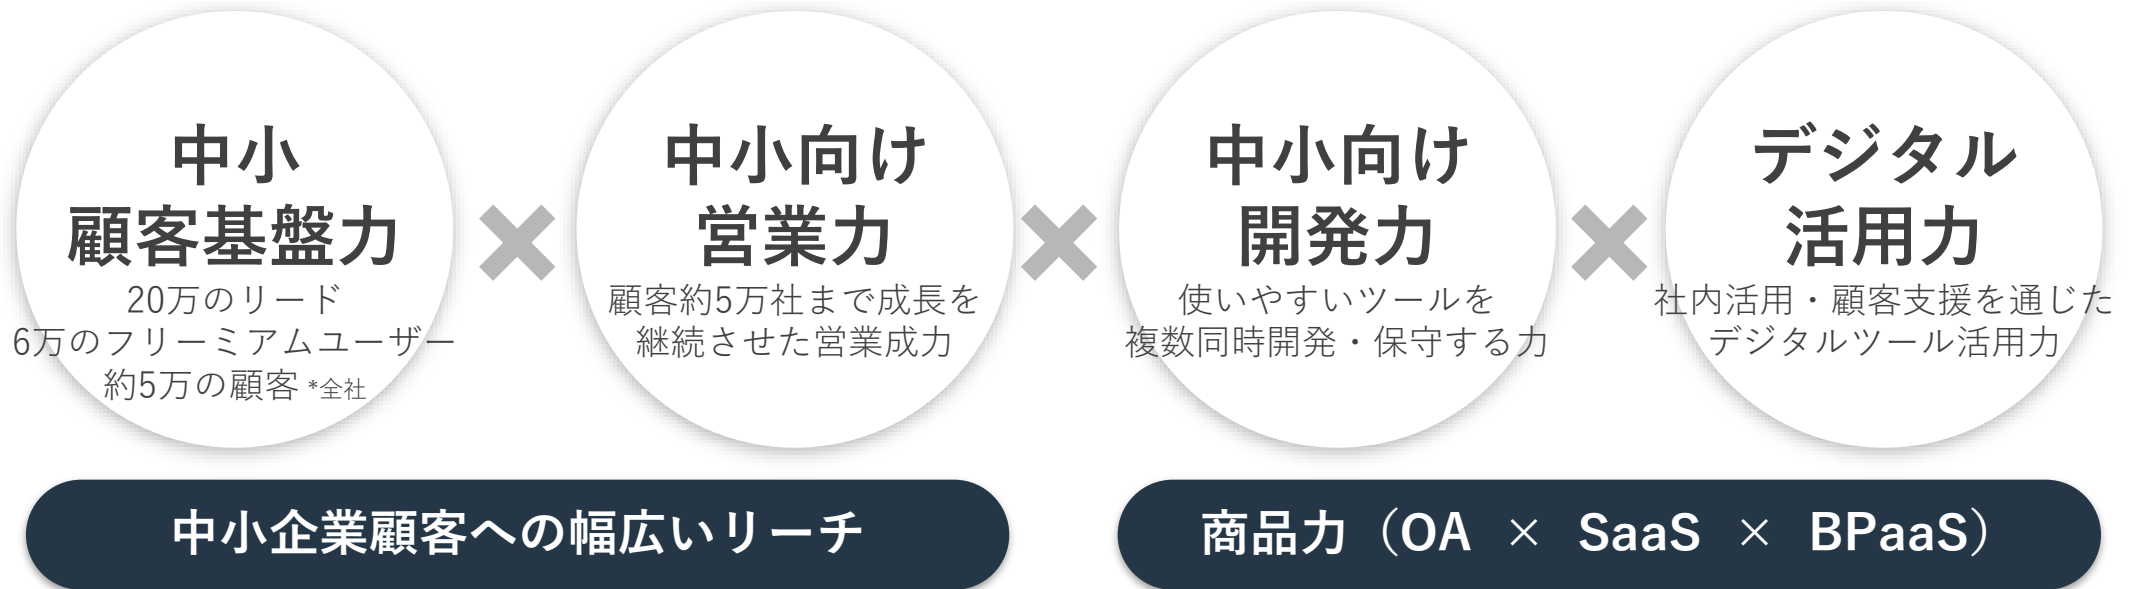 中小
顧客基盤力
20万のリード
6万のフリーミアムユーザー
約5万の顧客 *全社
×
中小向け
営業力
顧客約5万社まで成長を
継続させた営業成力
×
中小向け
開発力
使いやすいツールを
複数同時開発・保守する力
×
デジタル
活用力
社内活用・顧客支援を通じた
デジタルツール活用力
中小企業顧客への幅広いリーチ
商品力（OA × SaaS × BPaaS）